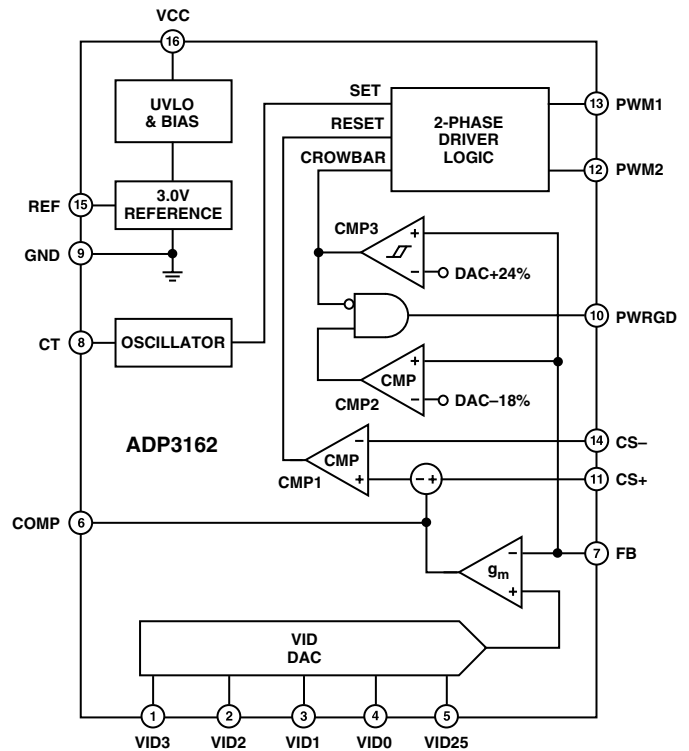 VCC
16
UVLO
& BIAS
SET
RESET
CROWBAR
2-PHASE
DRIVER
LOGIC
13 PWM1
12 PWM2
REF 15
3.0V
REFERENCE
GND 9
CMP3
+
–
DAC+24%
CT 8
OSCILLATOR
10 PWRGD
+
CMP
–
DAC–18%
CMP2
ADP3162
–
CMP
+
CMP1
– +
14 CS–
11 CS+
COMP 6
–
gm
+
7 FB
VID
DAC
1 2 3 4 5
VID3 VID2 VID1 VID0 VID25